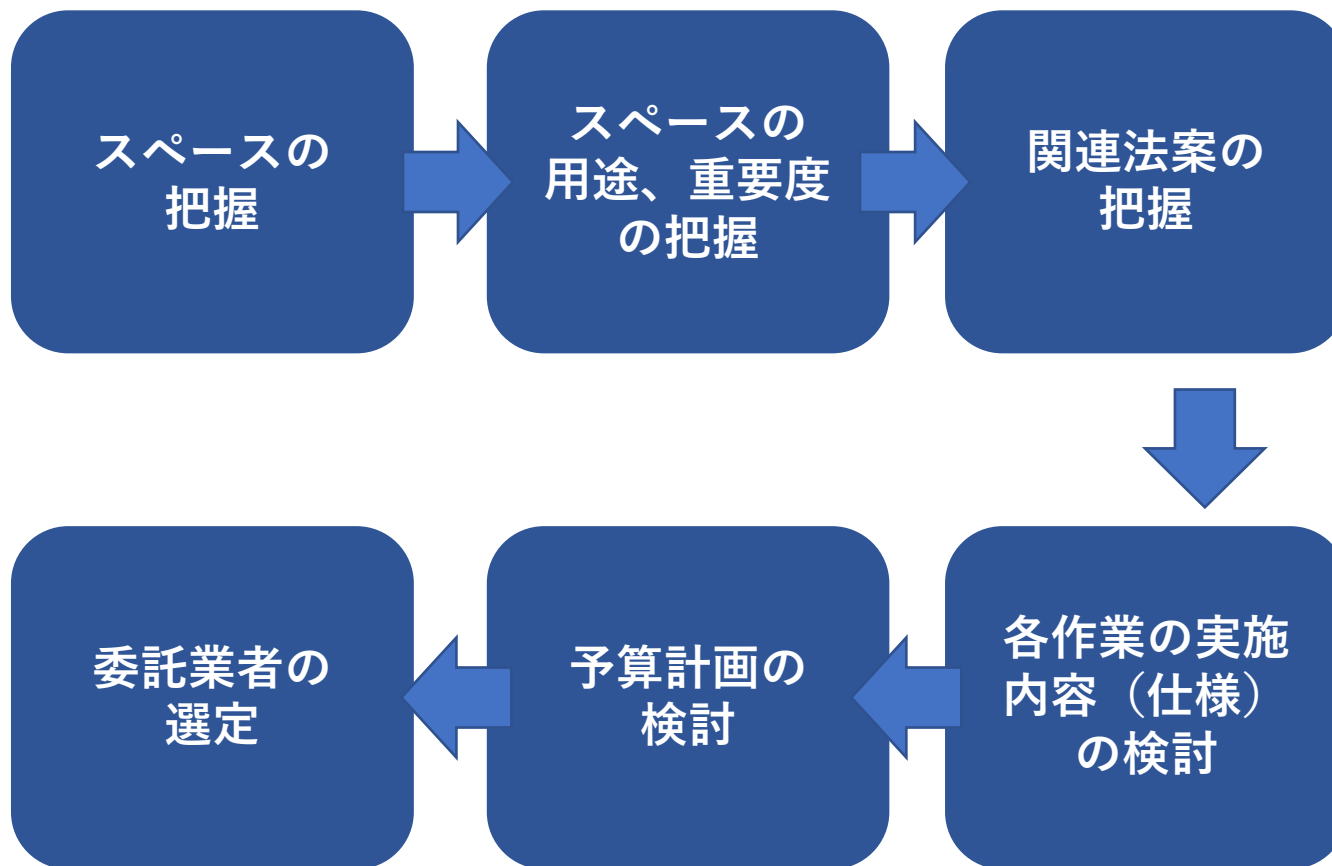 スペースの
把握
スペースの
用途、重要度
の把握
関連法案の
把握
各作業の実施
内容（仕様）
の検討
予算計画の
検討
委託業者の
選定